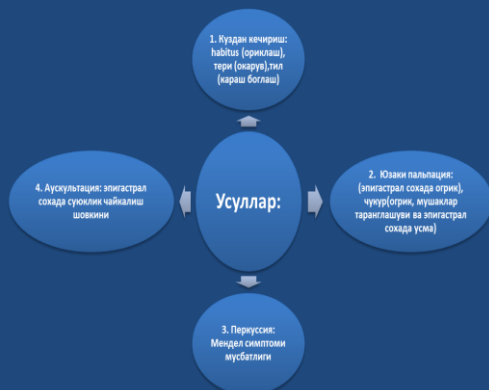 1. Куздан кечириш:
habitus (ориклаш),
тери (окарув),тил
(караш боглаш)
4. Аускультация: эпигастрал
сохада суюклик чайкалиш
шовкини
Усуллар:
2. Юзаки пальпация:
(эпигастрал сохада огрик),
чукур(огрик, мушаклар
таранглашуви ва эпигастрал
сохада усма)
3. Перкуссия:
Мендел симптоми
мусбатлиги